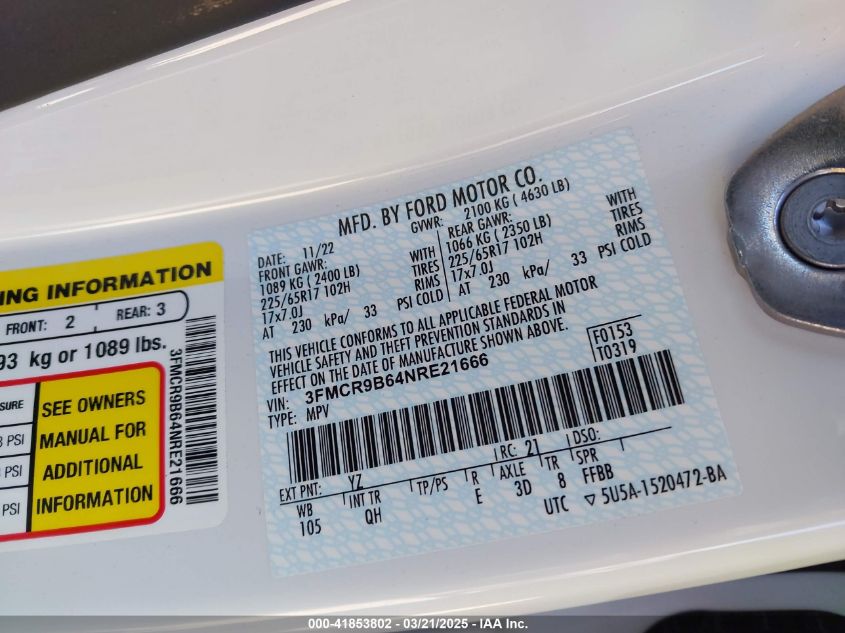 NG INFORMATION
FRONT: 2 REAR: 3
93 kg or 1089 lbs.
SURE
PSI
PSI
PSI
SEE OWNERS
MANUAL FOR
ADDITIONAL
INFORMATION
3FMCR9B64NRE21666
MFD. BY FORD MOTOR CO.
DATE: 11/22 GVWR: 2100 KG ( 4630 LB)
FRONT GAWR: REAR GAWR:
1089 KG ( 2400 LB) WITH 1066 KG ( 2350 LB) WITH
225/65R17 102H TIRES 225/65R17 102H TIRES
17x7.0J RIMS 17x7.0J RIMS
AT 230 kPa/ 33 PSI COLD AT 230 kPa/ 33 PSI COLD
THIS VEHICLE CONFORMS TO ALL APPLICABLE FEDERAL MOTOR
VEHICLE SAFETY AND THEFT PREVENTION STANDARDS IN
EFFECT ON THE DATE OF MANUFACTURE SHOWN ABOVE.
VIN: 3FMCR9B64NRE21666 F0153
TYPE: MPV T0319
EXT PNT: YZ RC: 21 DSO:
WB INT TR TP/PS R AXLE TR SPR
105 QH E 3D 8 FFBB
UTC 5U5A-1520472-BA
000-41853802 - 03/21/2025 - IAA Inc.